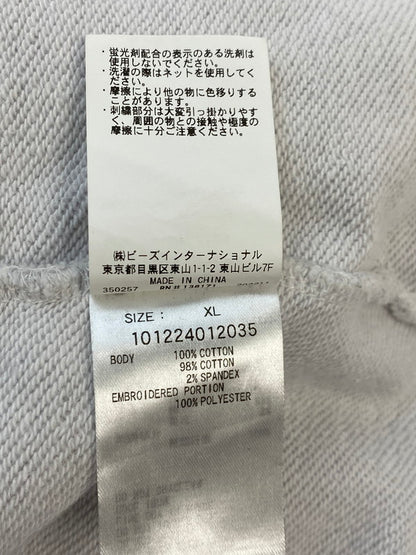 ・蛍光剤配合の表示のある洗剤は
使用しないでください。
・洗濯の際はネットを使用してく
ださい。
・摩擦により他の物に色移りする
ことがあります。
・刺繍部分は大変引っ掛かりやす
く、周囲の物との接触や極度の
摩擦に十分ご注意ください。
㈱ビーズインターナショナル
東京都目黒区東山1-1-2 東山ビル7F
MADE IN CHINA
350257
SIZE: XL
101224012035
BODY 100% COTTON
98% COTTON
2% SPANDEX
EMBROIDERED PORTION
100% POLYESTER